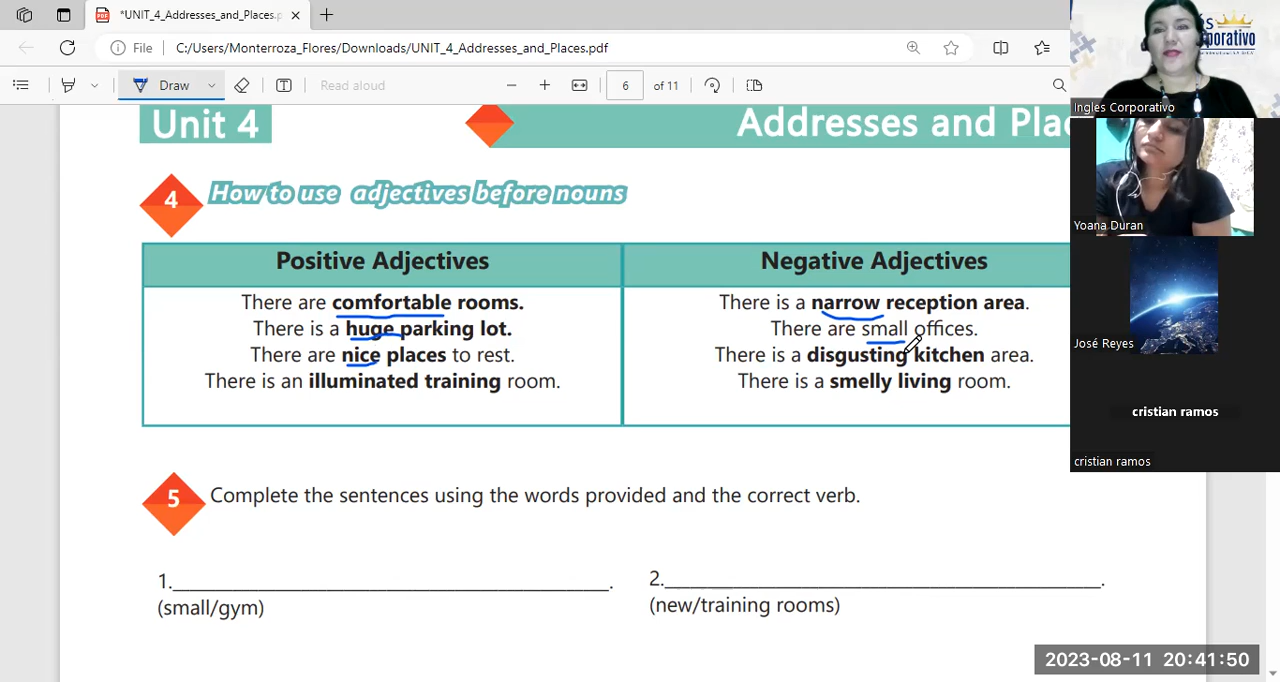 *UNIT_4_Addresses_and_Places.p
File
C:/Users/Monterroza_Flores/Downloads/UNIT_4_Addresses_and_Places.pdf
Draw
Read aloud
6 of 11
Unit 4
Addresses and Pla
4
How to use adjectives before nouns
Positive Adjectives
There are comfortable rooms.
There is a huge parking lot.
There are nice places to rest.
There is an illuminated training room.
Negative Adjectives
There is a narrow reception area.
There are small offices.
There is a disgusting kitchen area.
There is a smelly living room.
5
Complete the sentences using the words provided and the correct verb.
1.______________________________________.
(small/gym)
2.______________________________________.
(new/training rooms)
Ingles Corporativo
Yoana Duran
José Reyes
cristian ramos
cristian ramos
2023-08-11 20:41:50